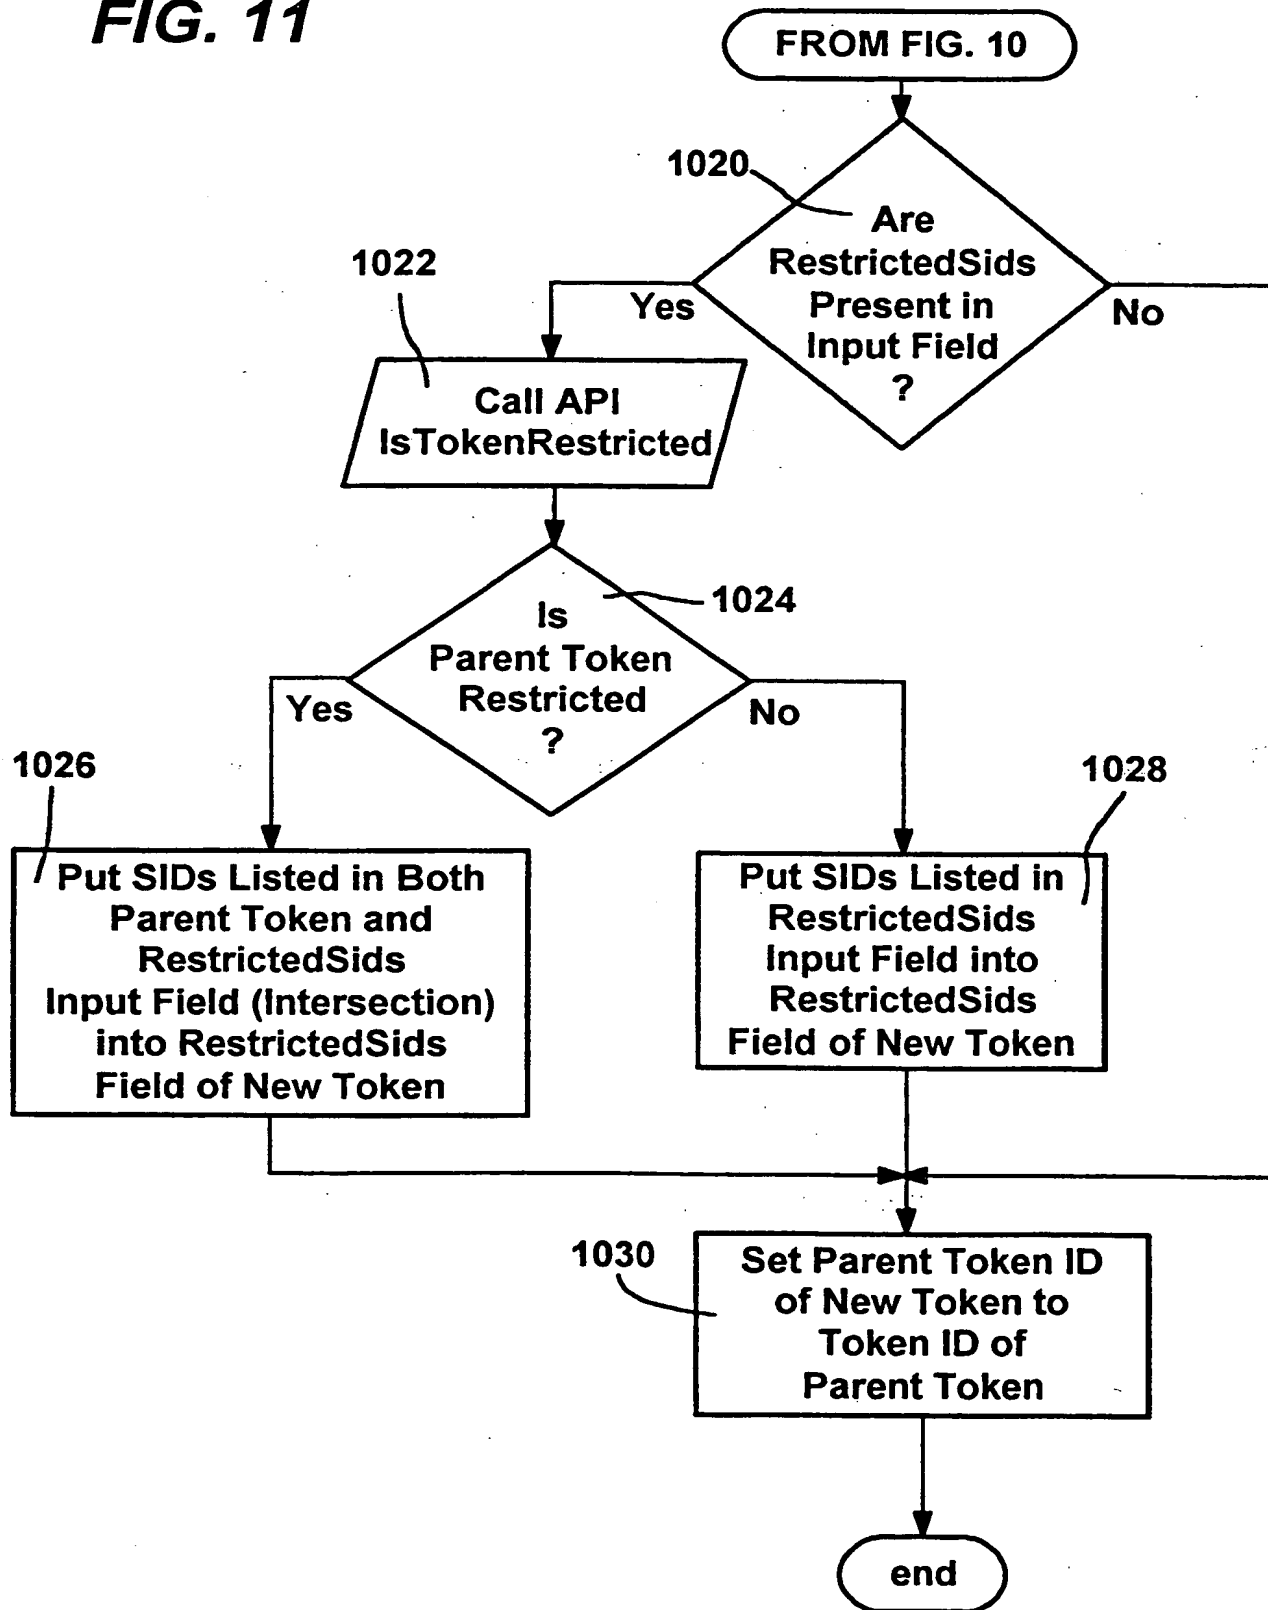 FIG. 11
FROM FIG. 10
1020
Are
RestrictedSids
Present in
Input Field
?
Yes
No
1022
Call API
IsTokenRestricted
1024
Is
Parent Token
Restricted
?
Yes
No
1026
Put SIDs Listed in Both
Parent Token and
RestrictedSids
Input Field (Intersection)
into RestrictedSids
Field of New Token
1028
Put SIDs Listed in
RestrictedSids
Input Field into
RestrictedSids
Field of New Token
1030
Set Parent Token ID
of New Token to
Token ID of
Parent Token
end